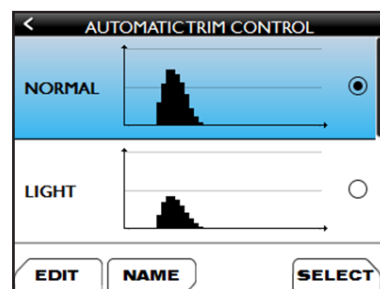 < AUTOMATIC TRIM CONTROL
NORMAL
LIGHT
EDIT NAME SELECT